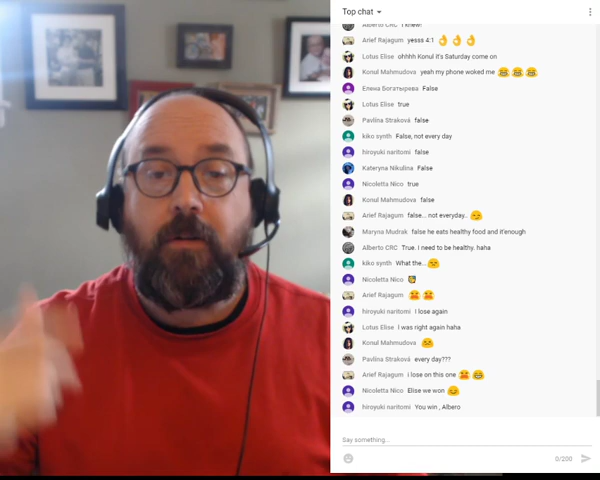 Top chat
Alberto CRC I knew!
Arief Rajagum yesss 4:1
Lotus Elise ohhhh Konul it's Saturday come on
Konul Mahmudova yeah my phone woked me
Елена Богатырева False
Lotus Elise true
Pavlína Straková false
kiko synth False, not every day
hiroyuki naritomi false
Kateryna Nikulina False
Nicoletta Nico true
Konul Mahmudova false
Arief Rajagum false... not everyday..
Maryna Mudrak false he eats healthy food and it'enough
Alberto CRC True. I need to be healthy. haha
kiko synth What the...
Nicoletta Nico
Arief Rajagum
hiroyuki naritomi I lose again
Lotus Elise I was right again haha
Konul Mahmudova
Pavlína Straková every day???
Arief Rajagum I lose on this one
Nicoletta Nico Elise we won
hiroyuki naritomi You win , Albero
Say something...
0/200